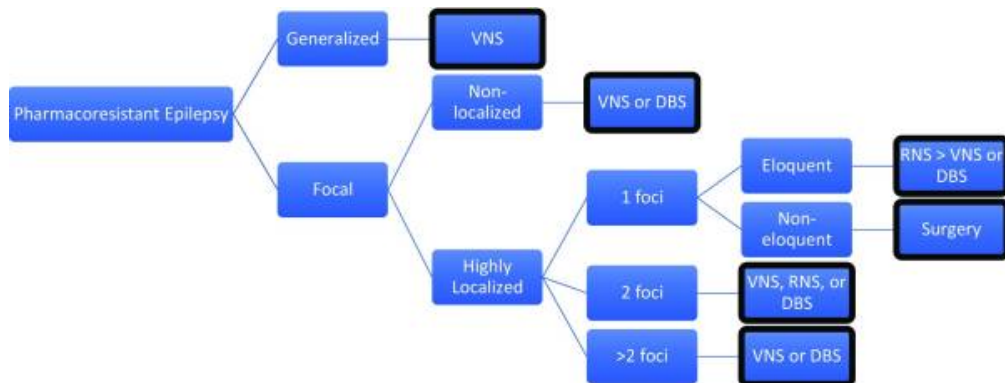 Generalized
VNS
Pharmacoresistant Epilepsy
Focal
Non-
localized
VNS or DBS
Highly
Localized
1 foci
Eloquent
RNS > VNS or
DBS
Non-
eloquent
Surgery
2 foci
VNS, RNS, or
DBS
>2 foci
VNS or DBS